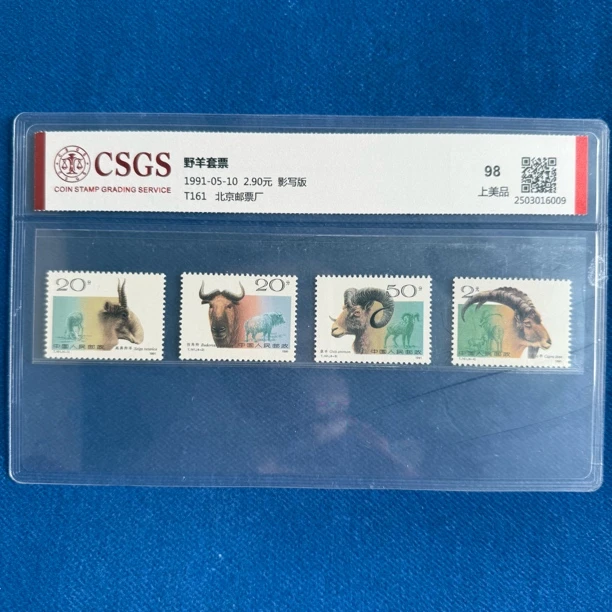 CSGS
COIN STAMP GRADING SERVICE
野羊套票
1991-05-10 2.90元 影写版
T161 北京邮票厂
98
上美品
2503016009
20分
中国人民邮政
20分
中国人民邮政
50分
中国人民邮政
2元
中国人民邮政